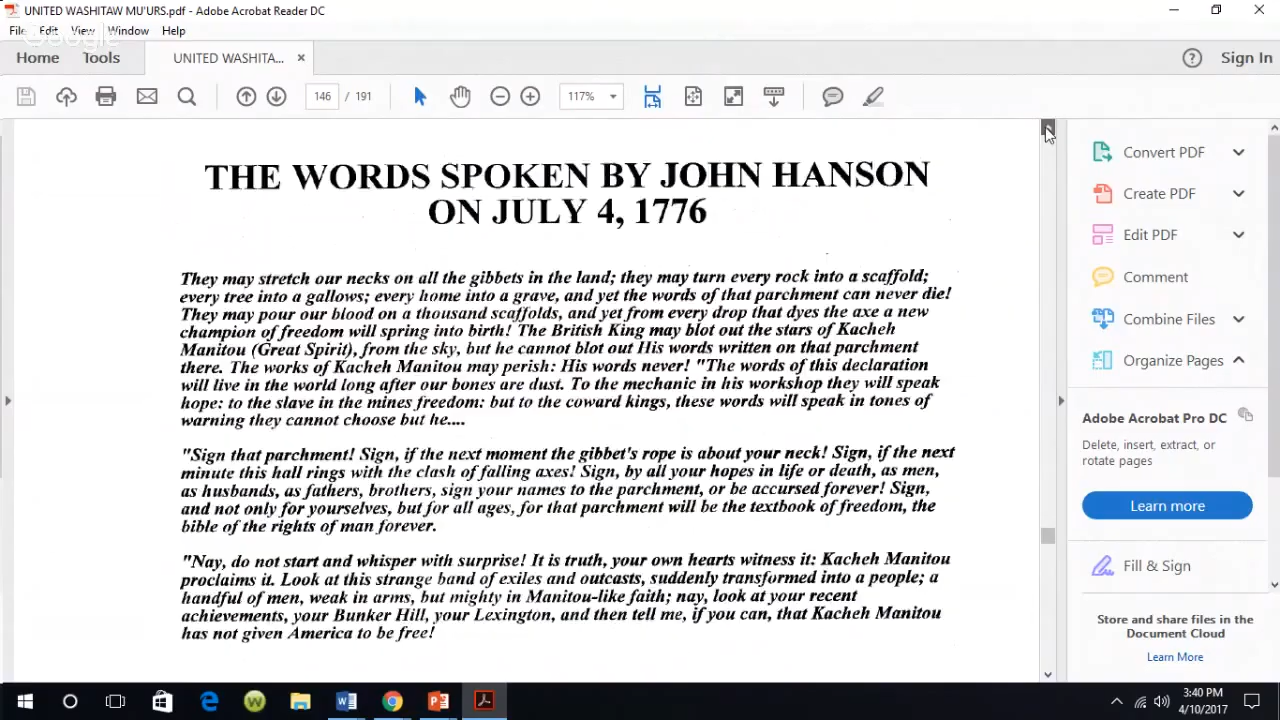 UNITED WASHITAW MU'URS.pdf - Adobe Acrobat Reader DC
File Edit View Window Help
Google
Home Tools UNITED WASHITA... × Sign In
146 / 191 117%
THE WORDS SPOKEN BY JOHN HANSON
ON JULY 4, 1776
They may stretch our necks on all the gibbets in the land; they may turn every rock into a scaffold;
every tree into a gallows; every home into a grave, and yet the words of that parchment can never die!
They may pour our blood on a thousand scaffolds, and yet from every drop that dyes the axe a new
champion of freedom will spring into birth! The British King may blot out the stars of Kacheh
Manitou (Great Spirit), from the sky, but he cannot blot out His words written on that parchment
there. The works of Kacheh Manitou may perish: His words never! "The words of this declaration
will live in the world long after our bones are dust. To the mechanic in his workshop they will speak
hope: to the slave in the mines freedom: but to the coward kings, these words will speak in tones of
warning they cannot choose but he....
"Sign that parchment! Sign, if the next moment the gibbet's rope is about your neck! Sign, if the next
minute this hall rings with the clash of falling axes! Sign, by all your hopes in life or death, as men,
as husbands, as fathers, brothers, sign your names to the parchment, or be accursed forever! Sign,
and not only for yourselves, but for all ages, for that parchment will be the textbook of freedom, the
bible of the rights of man forever.
"Nay, do not start and whisper with surprise! It is truth, your own hearts witness it: Kacheh Manitou
proclaims it. Look at this strange band of exiles and outcasts, suddenly transformed into a people; a
handful of men, weak in arms, but mighty in Manitou-like faith; nay, look at your recent
achievements, your Bunker Hill, your Lexington, and then tell me, if you can, that Kacheh Manitou
has not given America to be free!
Convert PDF
Create PDF
Edit PDF
Comment
Combine Files
Organize Pages
Adobe Acrobat Pro DC
Delete, insert, extract, or
rotate pages
Learn more
Fill & Sign
Store and share files in the
Document Cloud
Learn More
3:40 PM
4/10/2017